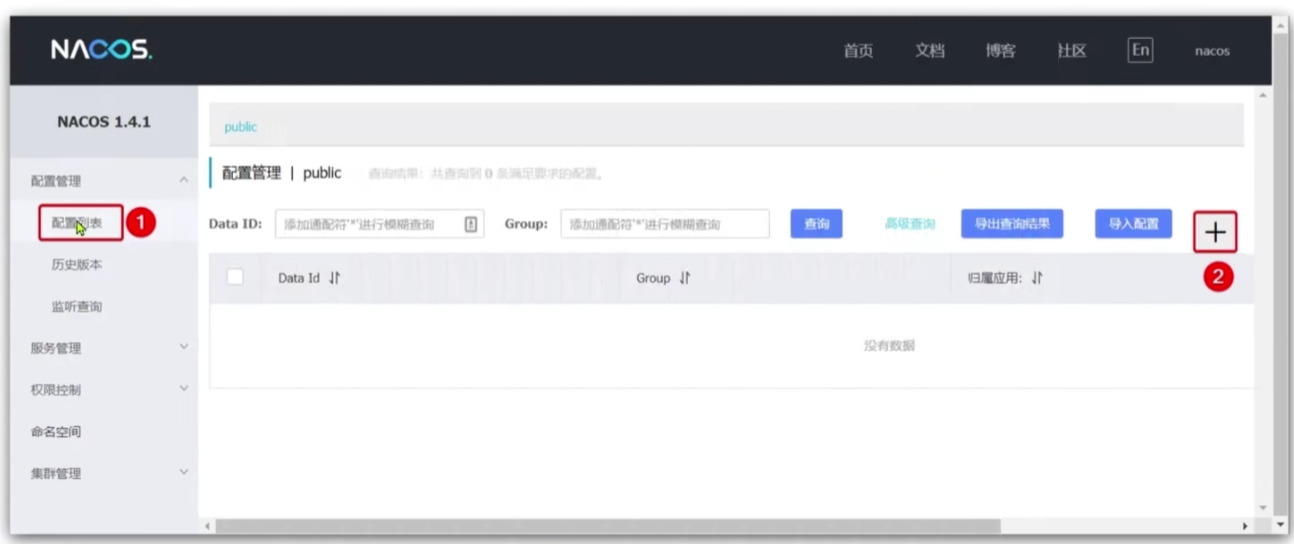 NACOS.
首页 文档 博客 社区 En nacos
NACOS 1.4.1
public
配置管理
配置管理 | public 查询结果：共查询到 0 条满足要求的配置。
配置列表 1
Data ID: 添加通配符'*'进行模糊查询 Group: 添加通配符'*'进行模糊查询 查询 高级查询 导出查询结果 导入配置 +
2
历史版本
Data Id Group 归属应用:
监听查询
服务管理
没有数据
权限控制
命名空间
集群管理